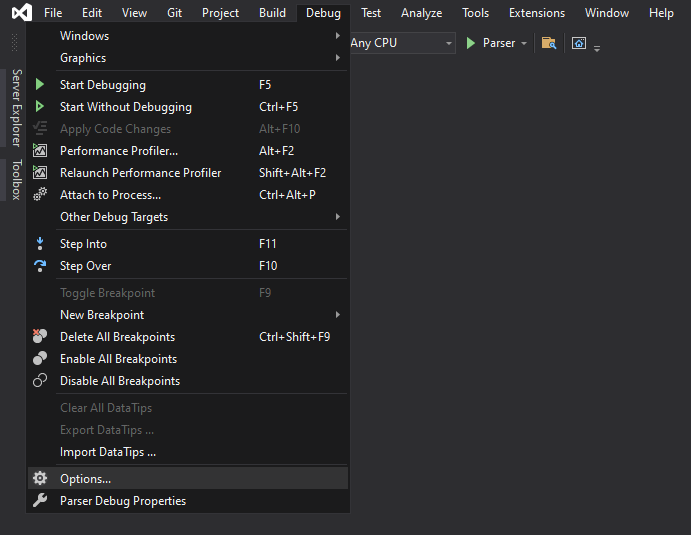 File Edit View Git Project Build Debug Test Analyze Tools Extensions Window Help
Any CPU Parser
Server Explorer
Toolbox
Windows
Graphics
Start Debugging F5
Start Without Debugging Ctrl+F5
Apply Code Changes Alt+F10
Performance Profiler... Alt+F2
Relaunch Performance Profiler Shift+Alt+F2
Attach to Process... Ctrl+Alt+P
Other Debug Targets
Step Into F11
Step Over F10
Toggle Breakpoint F9
New Breakpoint
Delete All Breakpoints Ctrl+Shift+F9
Enable All Breakpoints
Disable All Breakpoints
Clear All DataTips
Export DataTips ...
Import DataTips ...
Options...
Parser Debug Properties